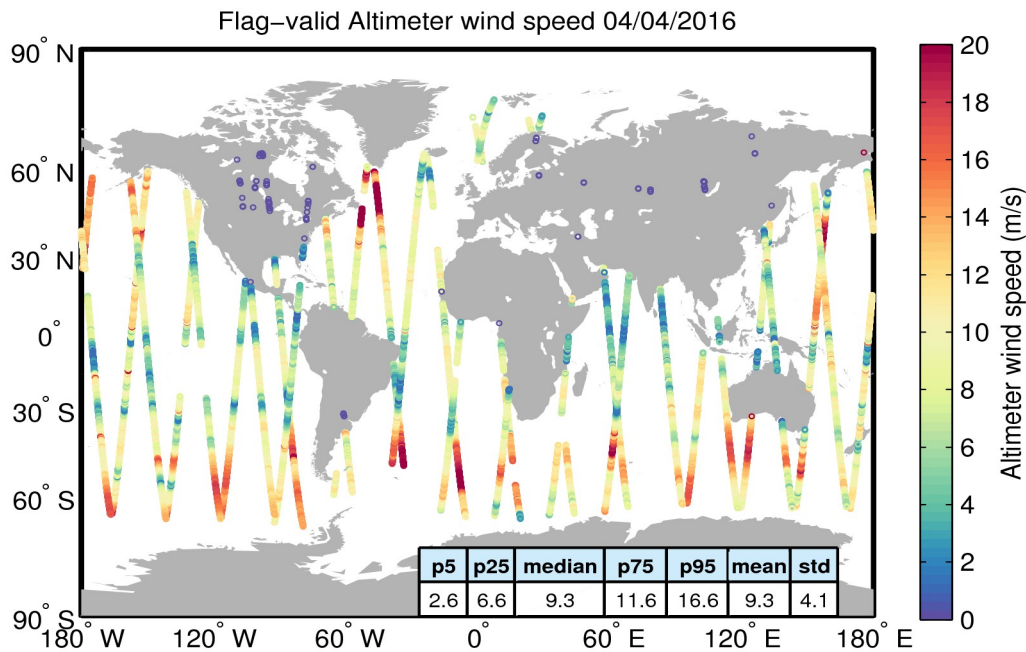 Flag−valid Altimeter wind speed 04/04/2016
90° N
60° N
30° N
0°
30° S
60° S
90° S
180° W
120° W
60° W
0°
60° E
120° E
180° E
p5 p25 median p75 p95 mean std
2.6 6.6 9.3 11.6 16.6 9.3 4.1
20
18
16
14
12
10
8
6
4
2
0
Altimeter wind speed (m/s)